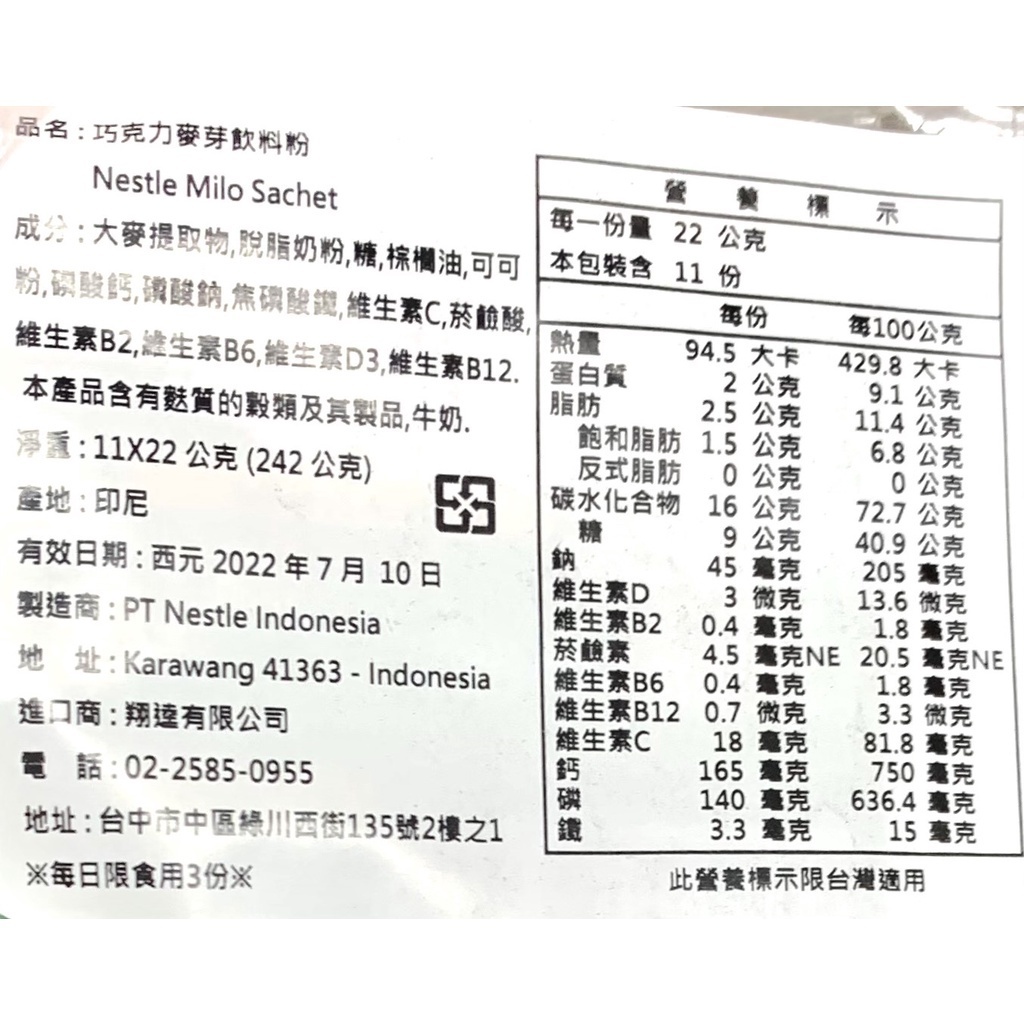 品名:巧克力麥芽飲料粉
Nestle Milo Sachet
成分:大麥提取物,脫脂奶粉,糖,棕櫚油,可可
粉,磷酸鈣,磷酸鈉,焦磷酸鐵,維生素C,菸鹼酸,
維生素B2,維生素B6,維生素D3,維生素B12.
本產品含有麩質的穀類及其製品,牛奶.
淨重:11X22 公克 (242 公克)
產地:印尼
有效日期:西元 2022 年 7 月 10 日
製造商:PT Nestle Indonesia
地 址:Karawang 41363 - Indonesia
進口商:翔逹有限公司
電 話:02-2585-0955
地址:台中市中區綠川西街135號2樓之1
※每日限食用3份※
營養標示
每一份量 22 公克
本包裝含 11 份
每份 每100公克
熱量 94.5 大卡 429.8 大卡
蛋白質 2 公克 9.1 公克
脂肪 2.5 公克 11.4 公克
飽和脂肪 1.5 公克 6.8 公克
反式脂肪 0 公克 0 公克
碳水化合物 16 公克 72.7 公克
糖 9 公克 40.9 公克
鈉 45 毫克 205 毫克
維生素D 3 微克 13.6 微克
維生素B2 0.4 毫克 1.8 毫克
菸鹼素 4.5 毫克NE 20.5 毫克NE
維生素B6 0.4 毫克 1.8 毫克
維生素B12 0.7 微克 3.3 微克
維生素C 18 毫克 81.8 毫克
鈣 165 毫克 750 毫克
磷 140 毫克 636.4 毫克
鐵 3.3 毫克 15 毫克
此營養標示限台灣適用